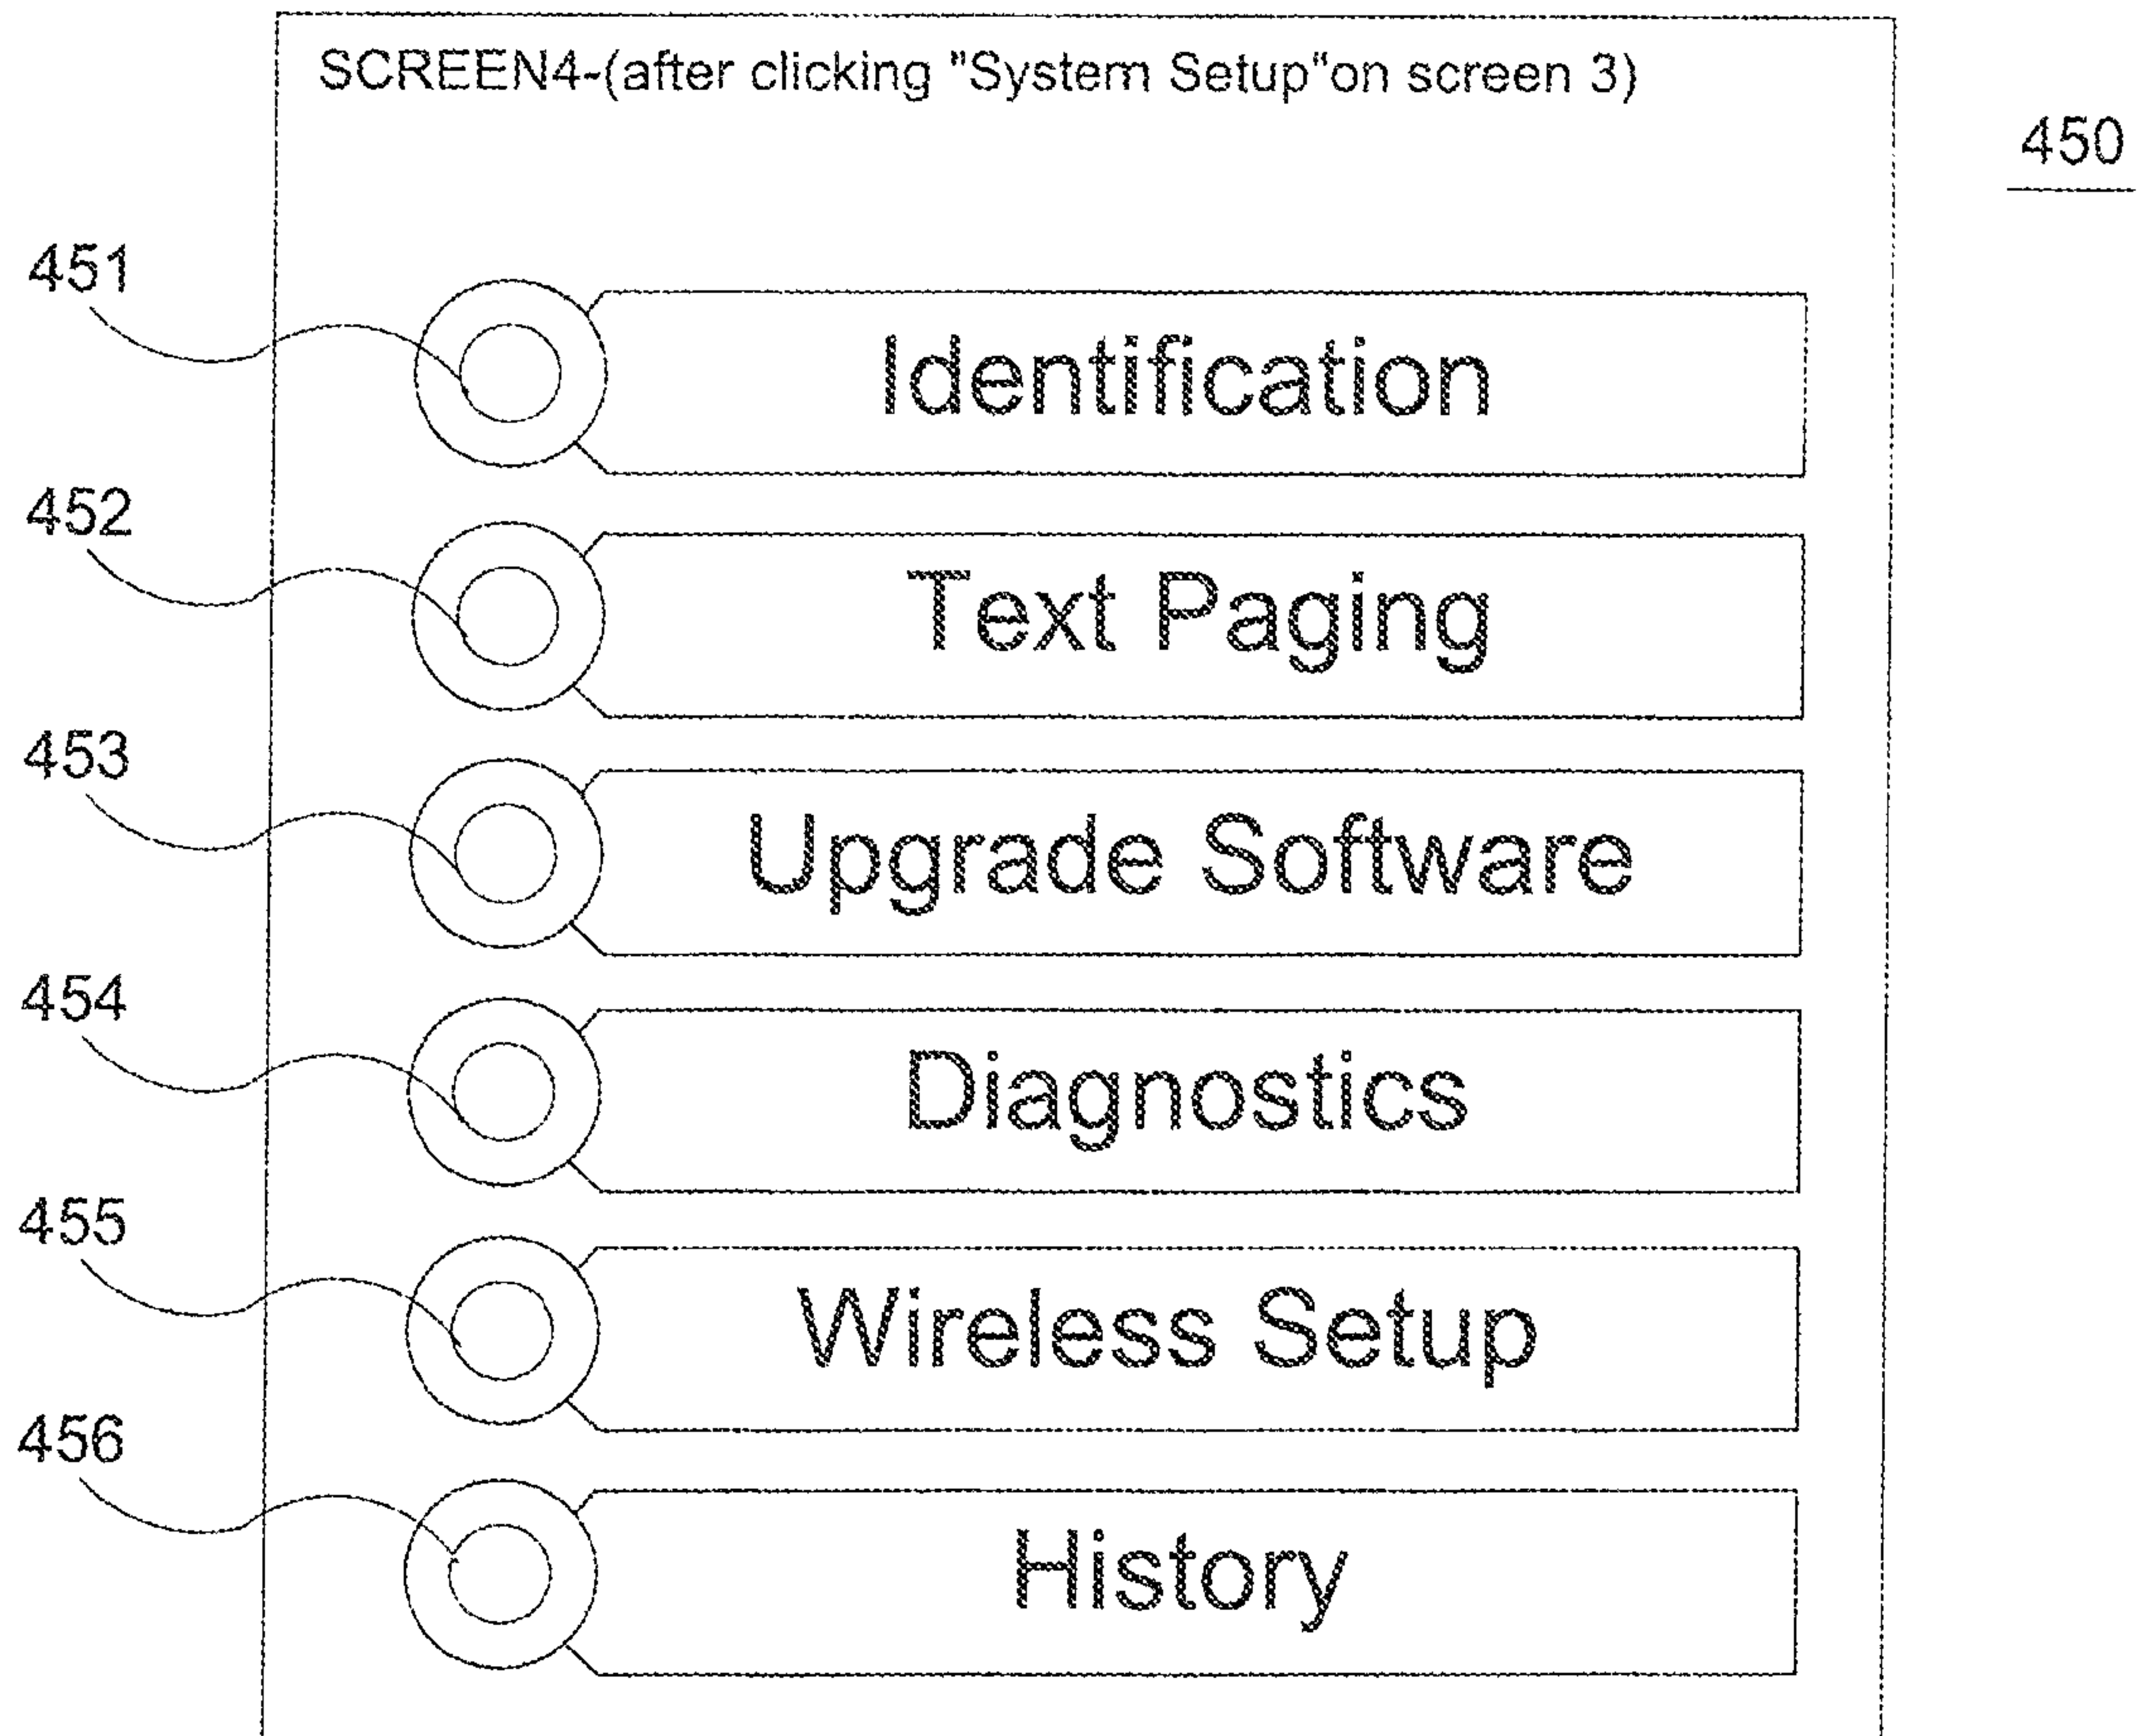 SCREEN4-(after clicking "System Setup"on screen 3)
450
451
Identification
452
Text Paging
453
Upgrade Software
454
Diagnostics
455
Wireless Setup
456
History